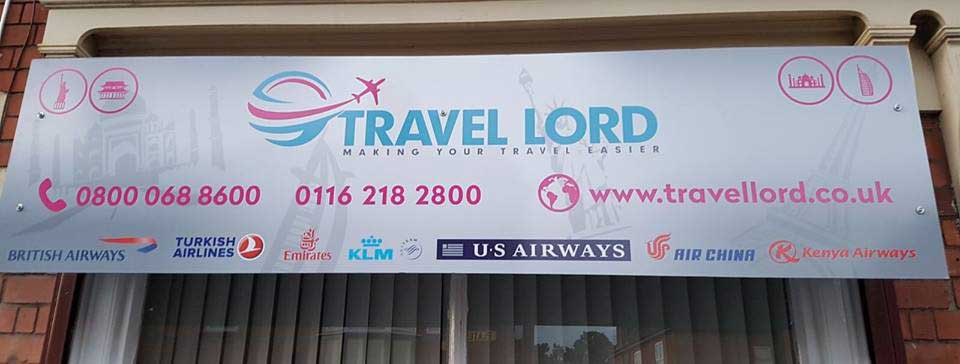 TRAVEL LORD
MAKING YOUR TRAVEL EASIER
0800 068 8600 0116 218 2800 www.travellord.co.uk
BRITISH AIRWAYS TURKISH AIRLINES Emirates KLM U·S AIRWAYS AIR CHINA Kenya Airways